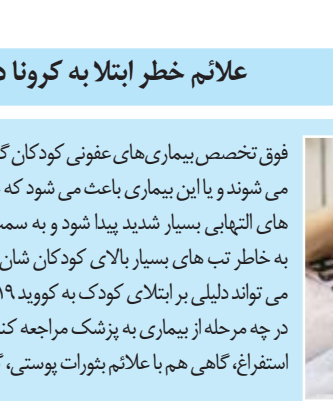 علائم خطر ابتلا به کرونا د
فوق تخصص بیماری‌های عفونی کودکان گ
می شوند و یا این بیماری باعث می شود که
های التهابی بسیار شدید پیدا شود و به سمت
به خاطر تب های بسیار بالای کودکان شان
می تواند دلیلی بر ابتلای کودک به کووید ۱۹
در چه مرحله از بیماری به پزشک مراجعه کنند
استفراغ، گاهی هم با علائم بثورات پوستی، گ